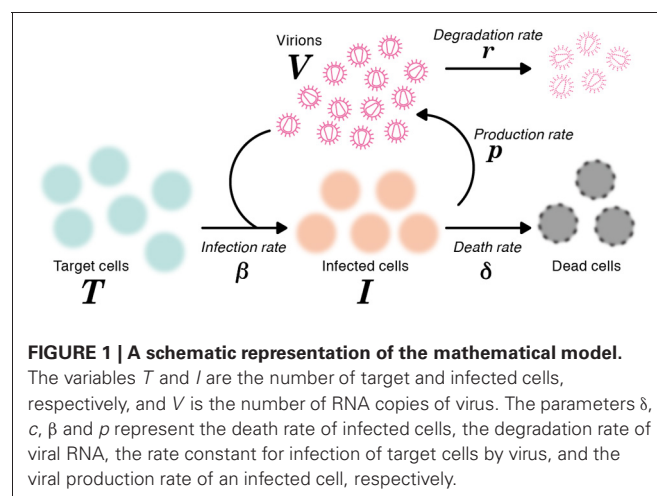 Virions
V
Degradation rate
r
Production rate
p
Target cells
T
Infection rate
β
Infected cells
I
Death rate
δ
Dead cells
FIGURE 1 | A schematic representation of the mathematical model.
The variables T and I are the number of target and infected cells,
respectively, and V is the number of RNA copies of virus. The parameters δ,
c, β and p represent the death rate of infected cells, the degradation rate of
viral RNA, the rate constant for infection of target cells by virus, and the
viral production rate of an infected cell, respectively.